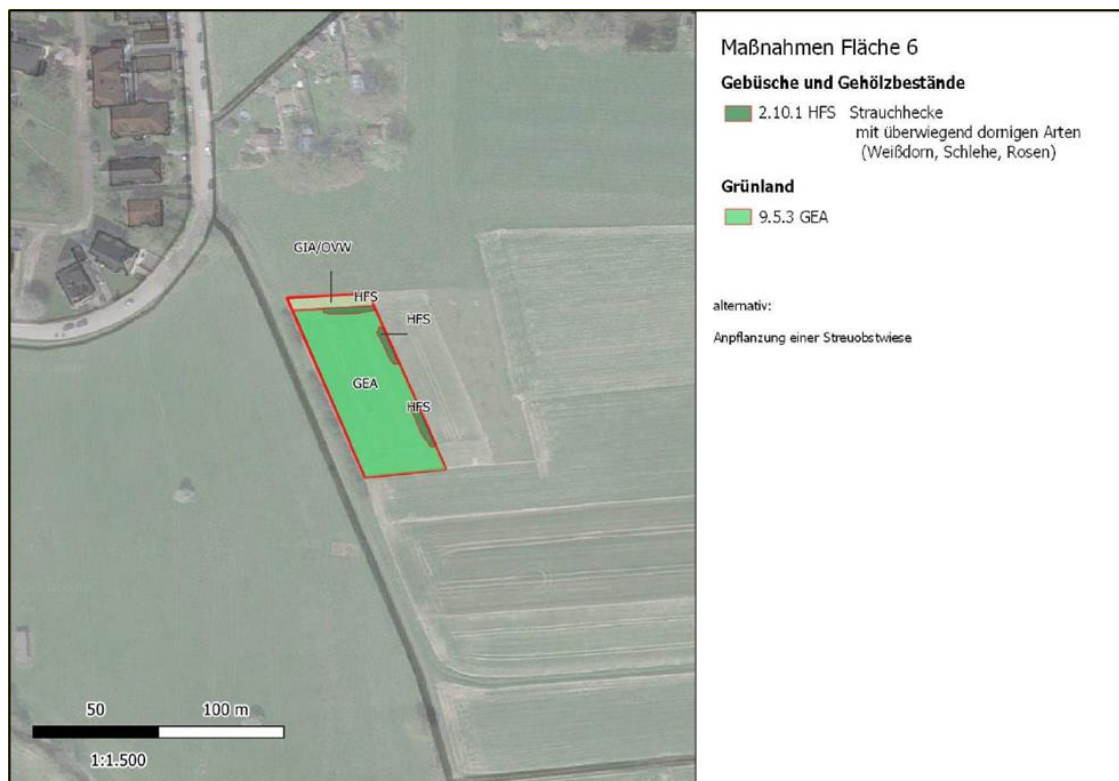 Maßnahmen Fläche 6
Gebüsche und Gehölzbestände
2.10.1 HFS Strauchhecke
mit überwiegend dornigen Arten
(Weißdorn, Schlehe, Rosen)
Grünland
9.5.3 GEA
alternativ:
Anpflanzung einer Streuobstwiese
GIA/OVW
HFS
HFS
GEA
HFS
50 100 m
1:1.500